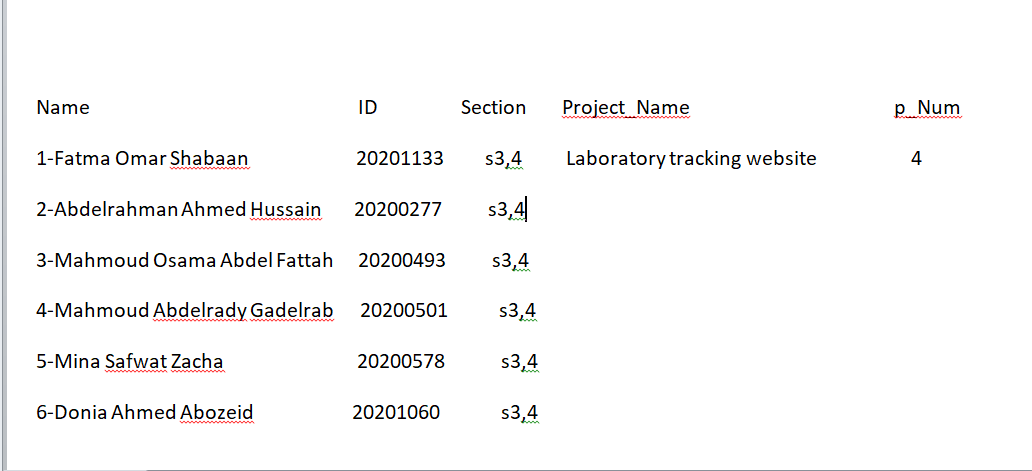 Name ID Section Project_Name p_Num
1-Fatma Omar Shabaan 20201133 s3,4 Laboratory tracking website 4
2-Abdelrahman Ahmed Hussain 20200277 s3,4
3-Mahmoud Osama Abdel Fattah 20200493 s3,4
4-Mahmoud Abdelrady Gadelrab 20200501 s3,4
5-Mina Safwat Zacha 20200578 s3,4
6-Donia Ahmed Abozeid 20201060 s3,4